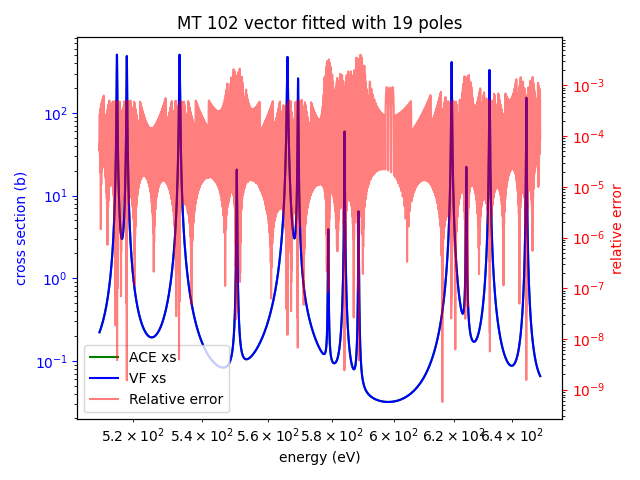 MT 102 vector fitted with 19 poles
cross section (b)
10²
10¹
10⁰
10⁻¹
10⁻³
10⁻⁴
10⁻⁵
10⁻⁶
10⁻⁷
10⁻⁸
10⁻⁹
relative error
ACE xs
VF xs
Relative error
5.2 × 10² 5.4 × 10² 5.6 × 10² 5.8 × 10² 6 × 10² 6.2 × 10² 6.4 × 10²
energy (eV)